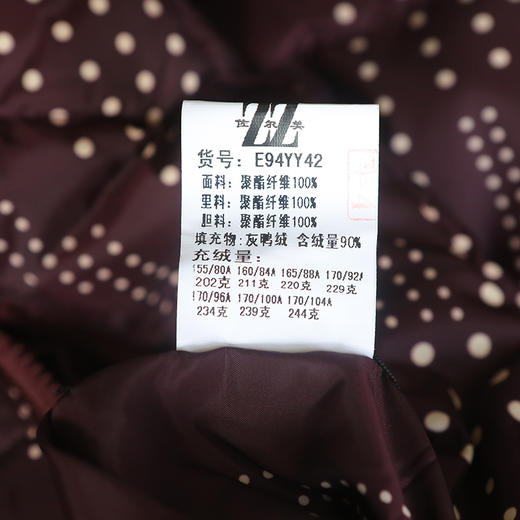 ZZ
佐尔美
货号：E94YY42
面料：聚酯纤维100%
里料：聚酯纤维100%
胆料：聚酯纤维100%
填充物：灰鸭绒 含绒量90%
充绒量：
155/80A 160/84A 165/88A 170/92A
202克 211克 220克 229克
170/96A 170/100A 170/104A
234克 239克 244克